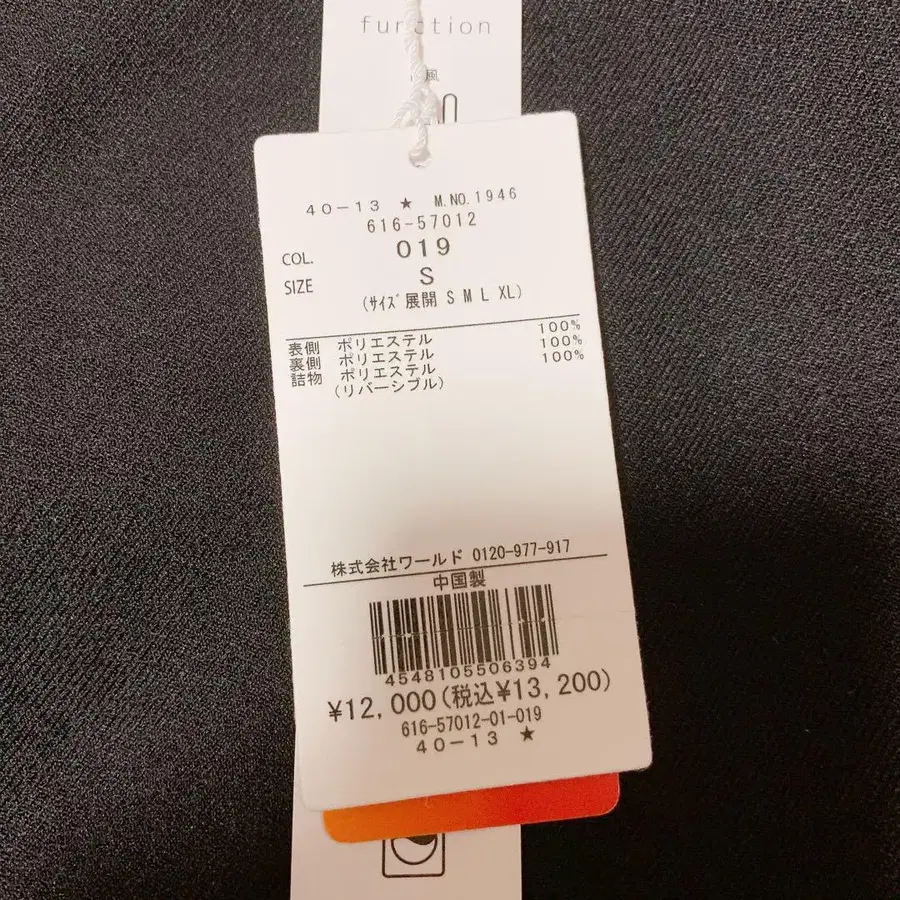 function
風
40-13 ★ M.NO.1946
616-57012
COL. 019
SIZE S
(ｻｲｽﾞ展開 S M L XL)
表側 ポリエステル 100%
裏側 ポリエステル 100%
詰物 ポリエステル 100%
(リバーシブル)
株式会社ワールド 0120-977-917
中国製
4548105506394
¥12,000(税込¥13,200)
616-57012-01-019
40-13 ★